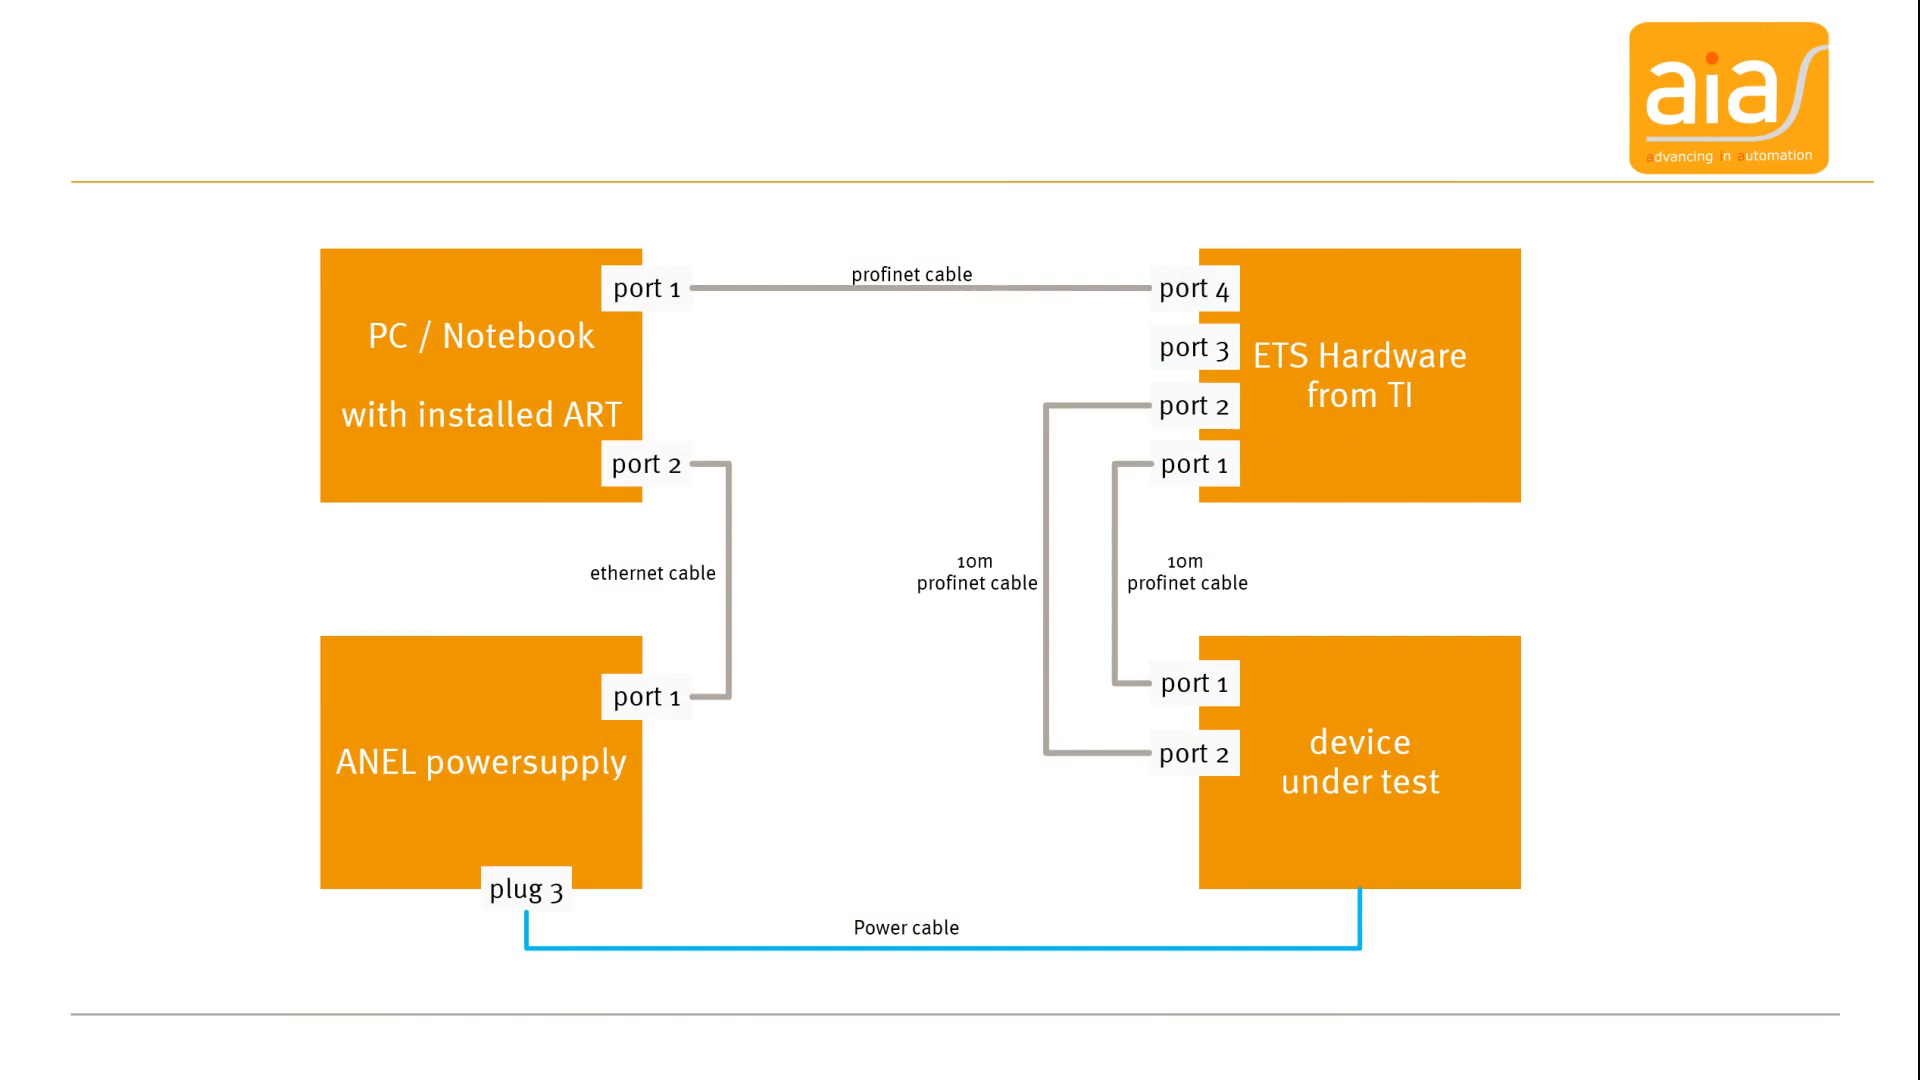 aia
advancing in automation
port 1
profinet cable
port 4
PC / Notebook
with installed ART
port 3
ETS Hardware
from TI
port 2
port 2
port 1
ethernet cable
10m
profinet cable
10m
profinet cable
port 1
ANEL powersupply
plug 3
port 1
port 2
device
under test
Power cable